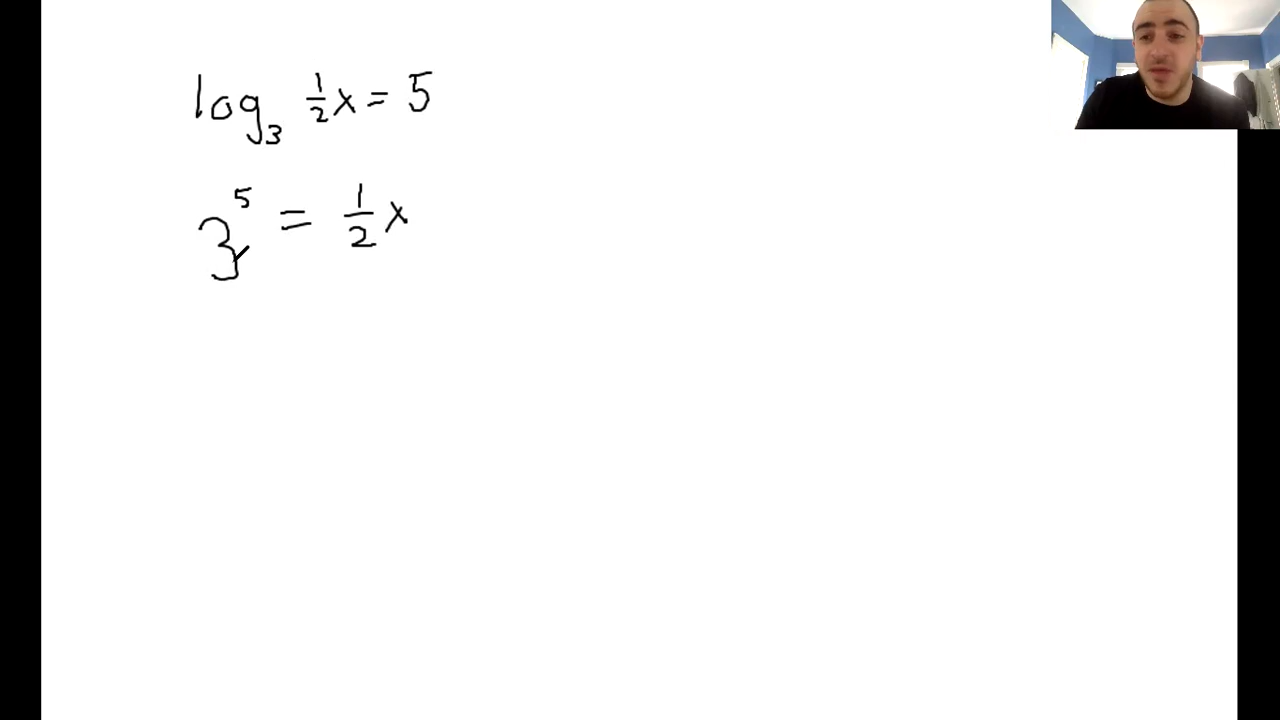 log₃ ½x = 5
3⁵ = ½x